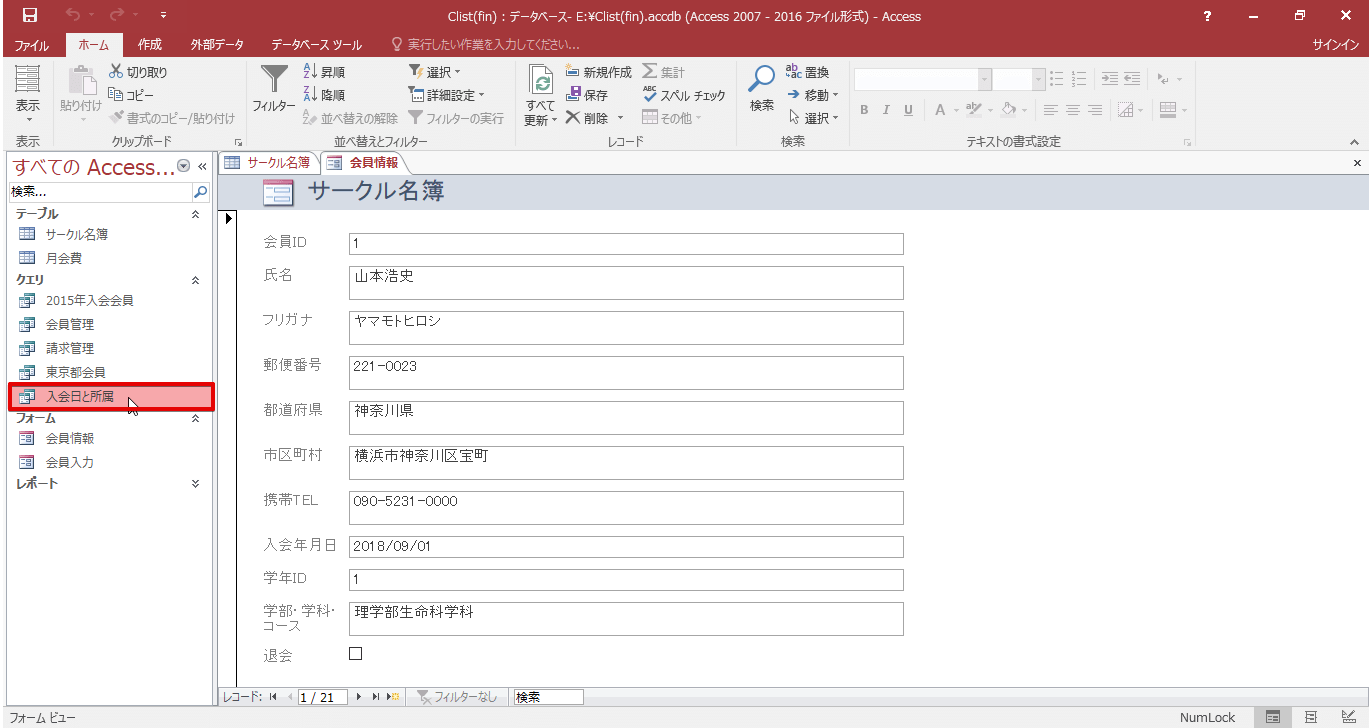 Clist(fin) : データベース- E:¥Clist(fin).accdb (Access 2007 - 2016 ファイル形式) - Access
?
ファイル ホーム 作成 外部データ データベース ツール 実行したい作業を入力してください... サインイン
表示
表示
貼り付け
切り取り
コピー
書式のコピー/貼り付け
クリップボード
フィルター
昇順
降順
並べ替えの解除
選択
詳細設定
フィルターの実行
並べ替えとフィルター
すべて
更新
新規作成
保存
削除
集計
スペル チェック
その他
レコード
検索
置換
移動
選択
検索
B I U A
テキストの書式設定
すべての Access...
検索...
テーブル
サークル名簿
月会費
クエリ
2015年入会会員
会員管理
請求管理
東京都会員
入会日と所属
フォーム
会員情報
会員入力
レポート
サークル名簿 会員情報
サークル名簿
会員ID 1
氏名 山本浩史
フリガナ ヤマモトヒロシ
郵便番号 221-0023
都道府県 神奈川県
市区町村 横浜市神奈川区宝町
携帯TEL 090-5231-0000
入会年月日 2018/09/01
学年ID 1
学部・学科・
コース 理学部生命科学科
退会
レコード: 1 / 21 フィルターなし 検索
フォーム ビュー NumLock